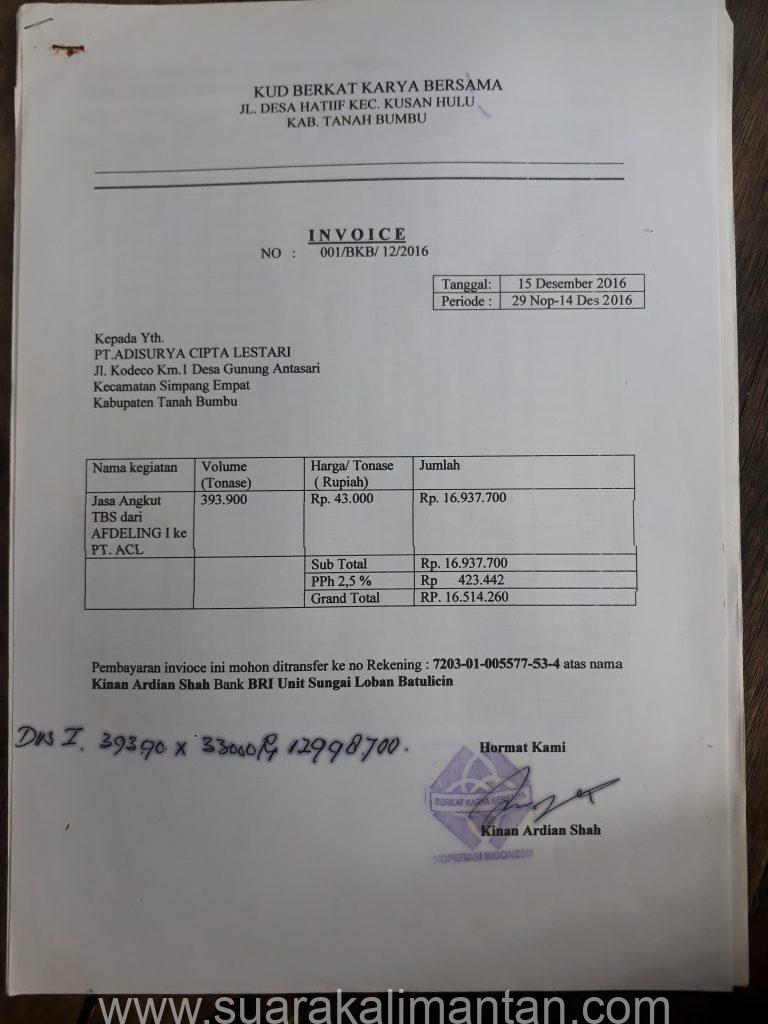 KUD BERKAT KARYA BERSAMA
JL. DESA HATIIF KEC. KUSAN HULU
KAB. TANAH BUMBU
INVOICE
NO : 001/BKB/ 12/2016
Tanggal: 15 Desember 2016
Periode : 29 Nop-14 Des 2016
Kepada Yth.
PT.ADISURYA CIPTA LESTARI
Jl. Kodeco Km.1 Desa Gunung Antasari
Kecamatan Simpang Empat
Kabupaten Tanah Bumbu
Nama kegiatan Volume (Tonase) Harga/ Tonase ( Rupiah) Jumlah
Jasa Angkut 393.900 Rp. 43.000 Rp. 16.937.700
TBS dari
AFDELING I ke
PT. ACL
Sub Total Rp. 16.937.700
PPh 2,5 % Rp 423.442
Grand Total RP. 16.514.260
Pembayaran invioce ini mohon ditransfer ke no Rekening : 7203-01-005577-53-4 atas nama
Kinan Ardian Shah Bank BRI Unit Sungai Loban Batulicin
I. 39390 x 33000 Rp 12998700.
Hormat Kami
BERKAT KARYA BERSAMA
Kinan Ardian Shah
KOPERASI INDONESIA
www.suarakalimantan.com